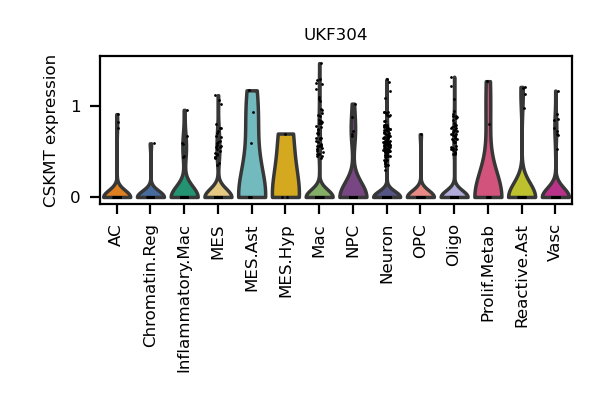 UKF304
CSKMT expression
1
0
AC
Chromatin.Reg
Inflammatory.Mac
MES
MES.Ast
MES.Hyp
Mac
NPC
Neuron
OPC
Oligo
Prolif.Metab
Reactive.Ast
Vasc